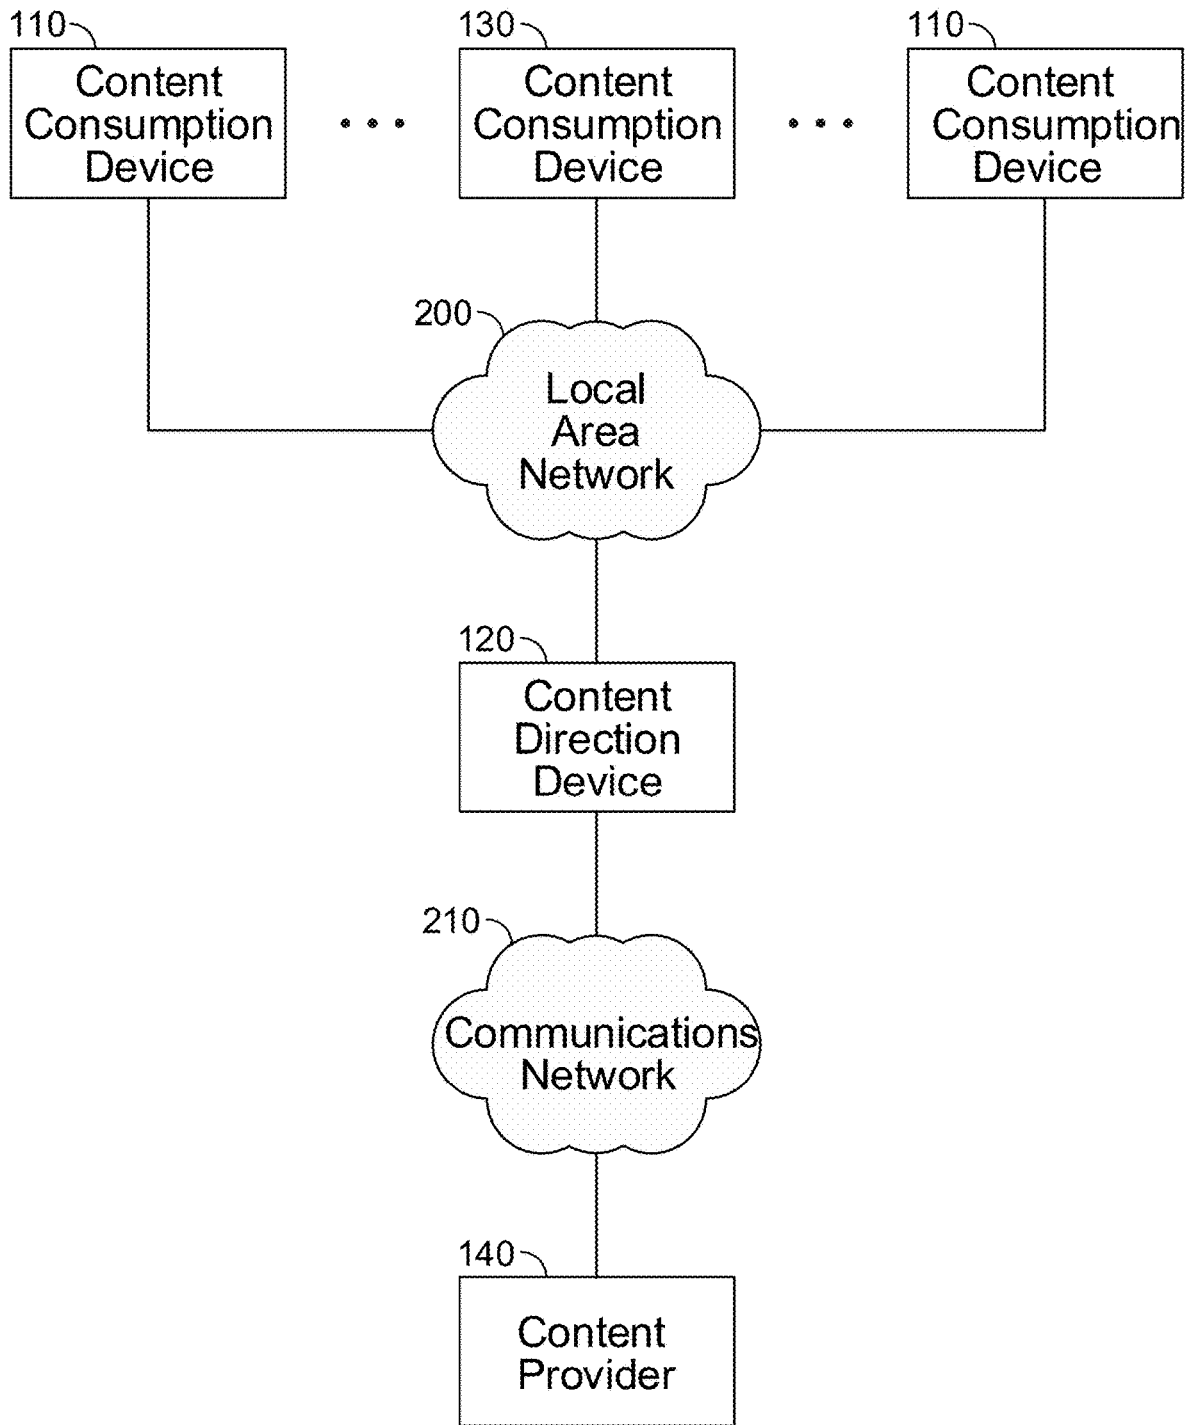 110
130
110
Content
Consumption
Device
Content
Consumption
Device
Content
Consumption
Device
200
Local
Area
Network
120
Content
Direction
Device
210
Communications
Network
140
Content
Provider